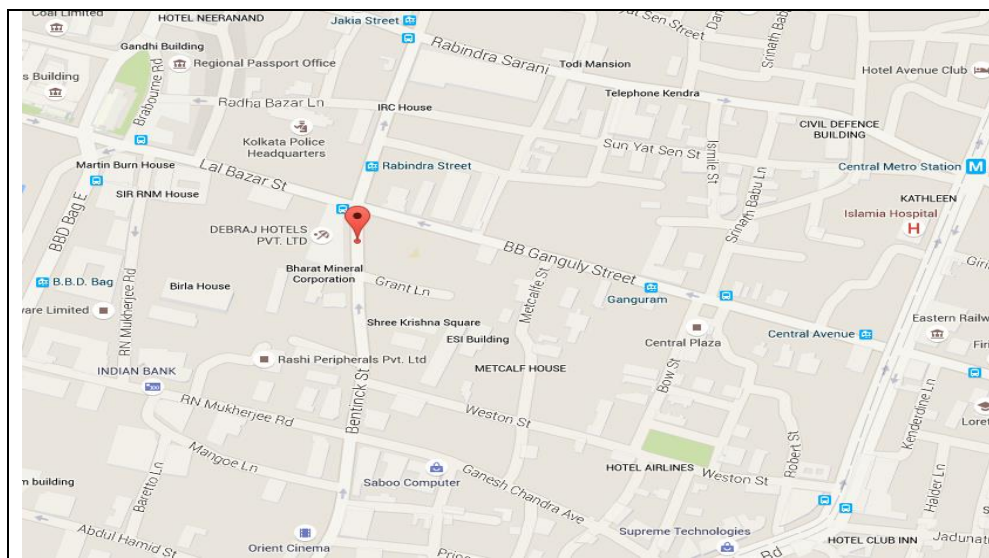 Coal Limited
HOTEL NEERANAND
Jakia Street
Sun Yat Sen Street
Srinath Babu
Gandhi Building
Regional Passport Office
Rabindra Sarani
Todi Mansion
Hotel Avenue Club
s Building
Brabourne Rd
Radha Bazar Ln
IRC House
Telephone Kendra
CIVIL DEFENCE
BUILDING
Kolkata Police
Headquarters
Sun Yat Sen St
Ismile St
Central Metro Station
M
Martin Burn House
Lal Bazar St
Rabindra Street
SIR RNM House
KATHLEEN
Islamia Hospital
H
Srinath Babu Ln
BBD Bag E
DEBRAJ HOTELS
PVT. LTD
BB Ganguly Street
Bharat Mineral
Corporation
Grant Ln
Metcalfe St
B.B.D. Bag
Birla House
RN Mukherjee Rd
Ganguram
ware Limited
Shree Krishna Square
ESI Building
Central Plaza
Central Avenue
Eastern Railw
Rashi Peripherals Pvt. Ltd
INDIAN BANK
METCALF HOUSE
Bow St
RN Mukherjee Rd
Bentinck St
Weston St
Kenderdine Ln
Loret
Mangoe Ln
Robert St
HOTEL AIRLINES
Weston St
m building
Baretto Ln
Saboo Computer
Ganesh Chandra Ave
Halder Ln
Abdul Hamid St
Orient Cinema
Supreme Technologies
Rd
HOTEL CLUB INN